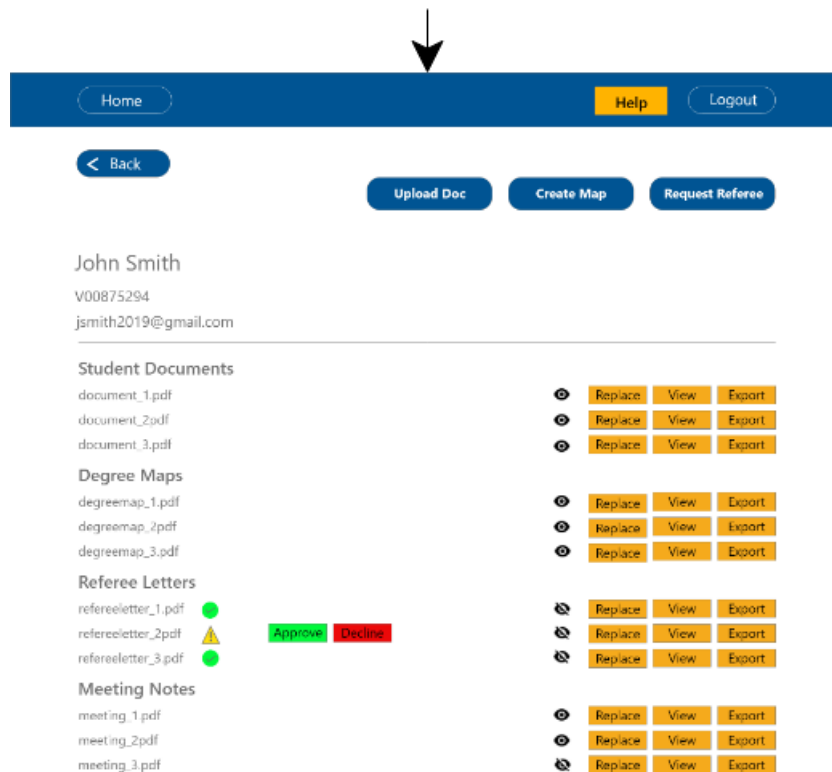 Home Help Logout
Back
Upload Doc Create Map Request Referee
John Smith
V00875294
jsmith2019@gmail.com
Student Documents
document_1.pdf Replace View Export
document_2pdf Replace View Export
document_3.pdf Replace View Export
Degree Maps
degreemap_1.pdf Replace View Export
degreemap_2pdf Replace View Export
degreemap_3.pdf Replace View Export
Referee Letters
refereeletter_1.pdf Replace View Export
refereeletter_2pdf Approve Decline Replace View Export
refereeletter_3.pdf Replace View Export
Meeting Notes
meeting_1.pdf Replace View Export
meeting_2pdf Replace View Export
meeting_3.pdf Replace View Export